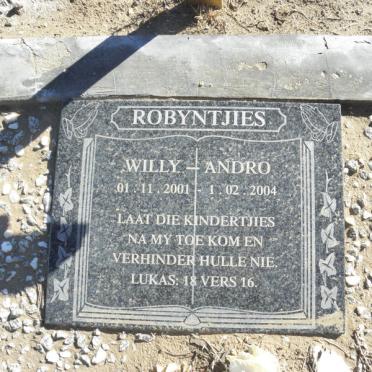 ROBYNTJIES
WILLY - ANDRO
01. 11. 2001 - 1. 02. 2004
LAAT DIE KINDERTJIES
NA MY TOE KOM EN
VERHINDER HULLE NIE.
LUKAS: 18 VERS 16.